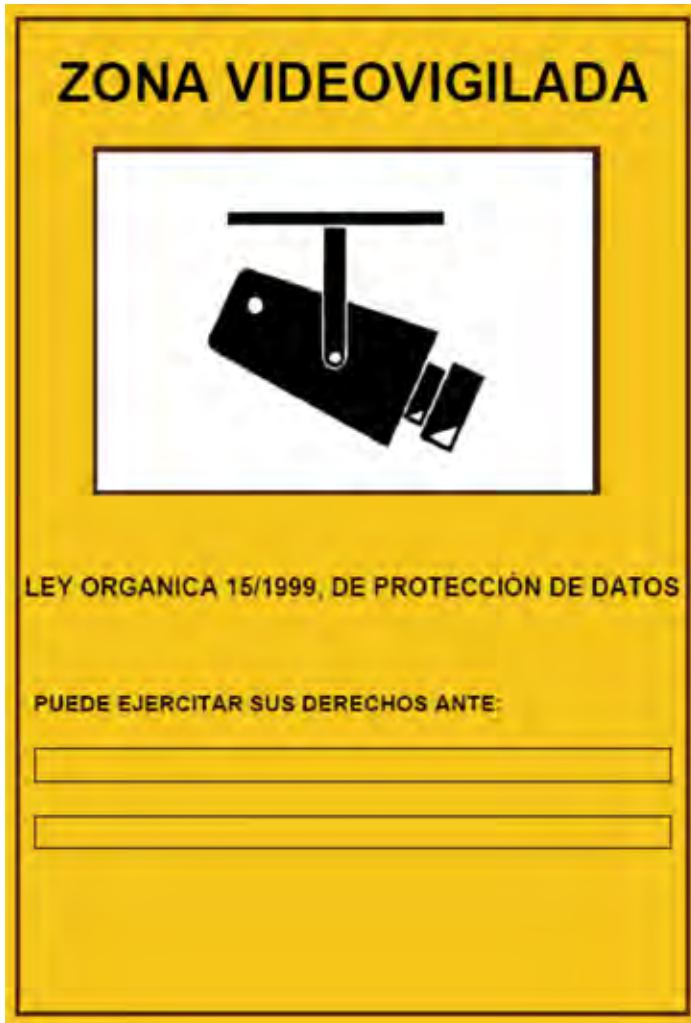 ZONA VIDEOVIGILADA
LEY ORGANICA 15/1999, DE PROTECCIÓN DE DATOS
PUEDE EJERCITAR SUS DERECHOS ANTE: